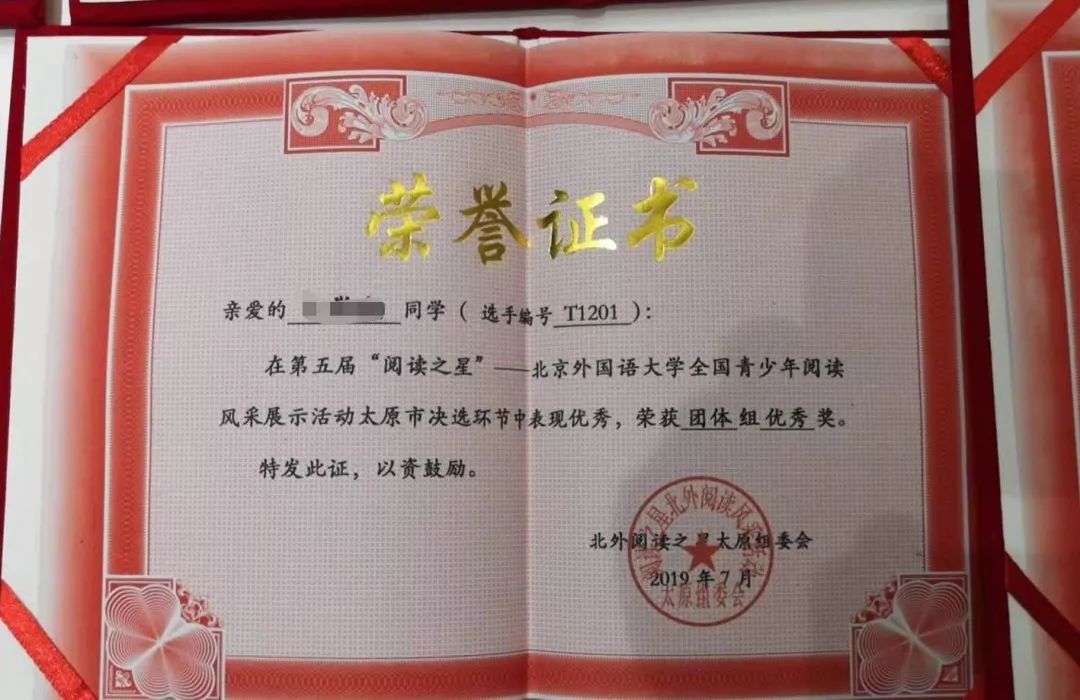 荣誉证书
亲爱的 同学（选手编号 T1201）：
在第五届“阅读之星”——北京外国语大学全国青少年阅读
风采展示活动太原市决选环节中表现优秀，荣获团体组优秀奖。
特发此证，以资鼓励。
北外阅读之星太原组委会
2019 年 7 月
太原组委会